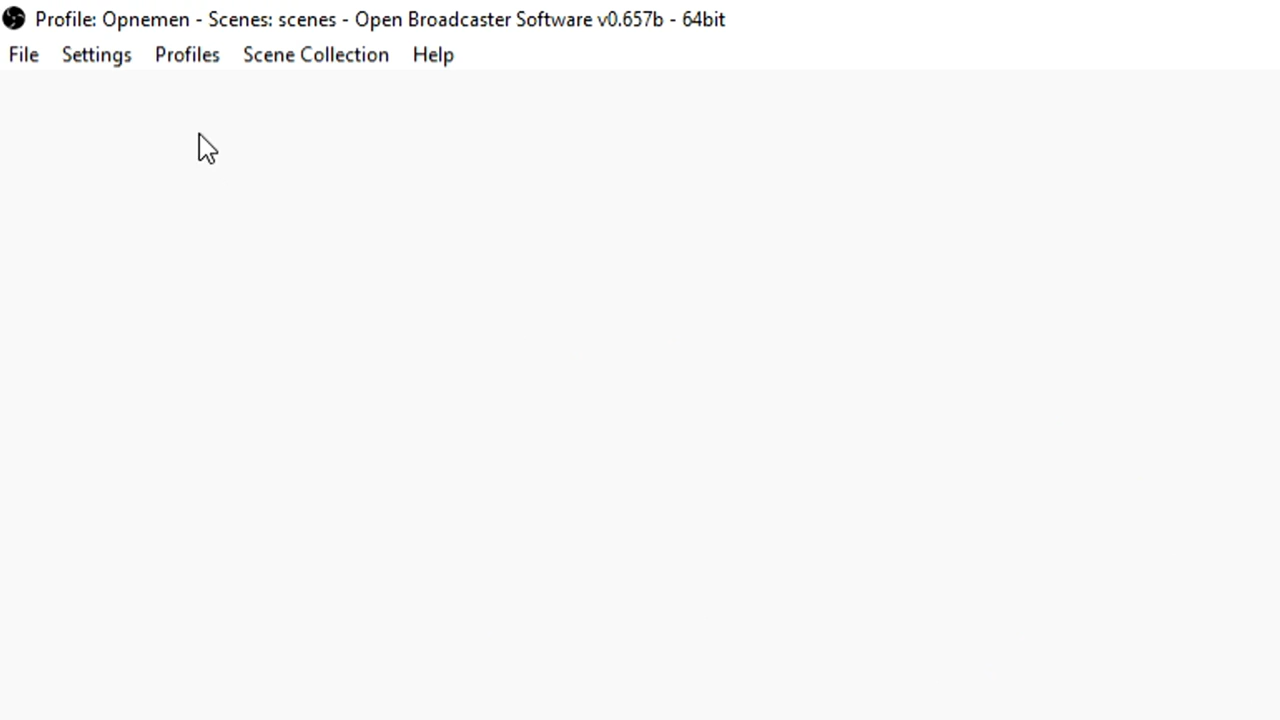 Profile: Opnemen - Scenes: scenes - Open Broadcaster Software v0.657b - 64bit
File Settings Profiles Scene Collection Help